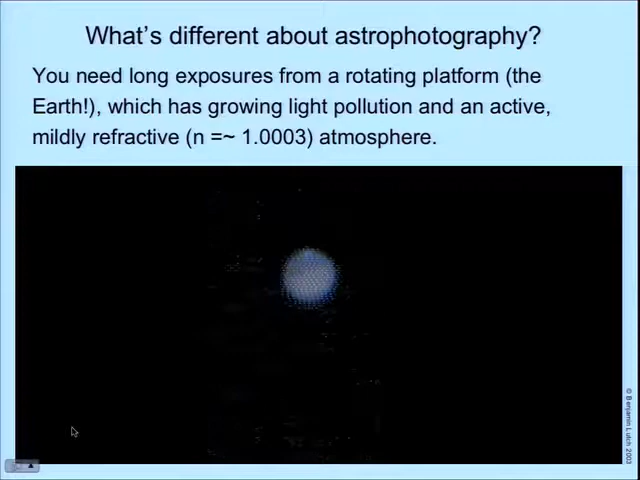 What's different about astrophotography?
You need long exposures from a rotating platform (the
Earth!), which has growing light pollution and an active,
mildly refractive (n =~ 1.0003) atmosphere.
© Benjamin Lutch 2003